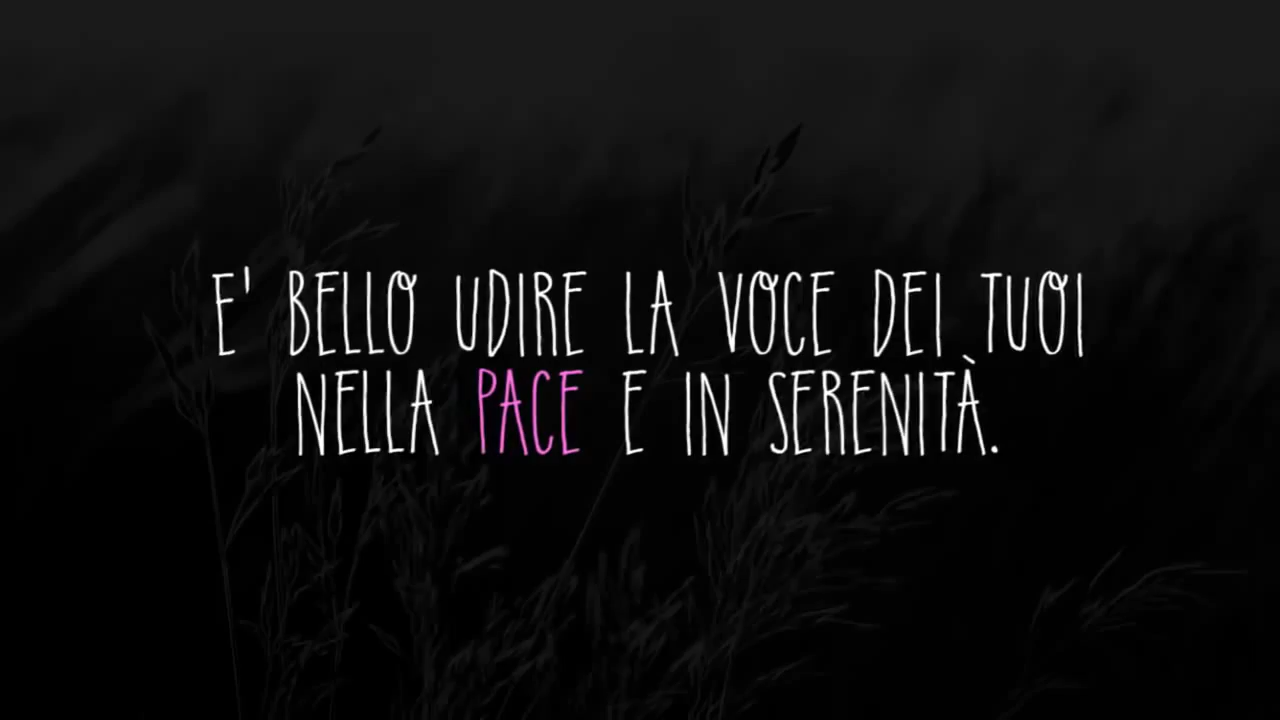 E' BELLO UDIRE LA VOCE DEI TUOI
NELLA PACE E IN SERENITÀ.